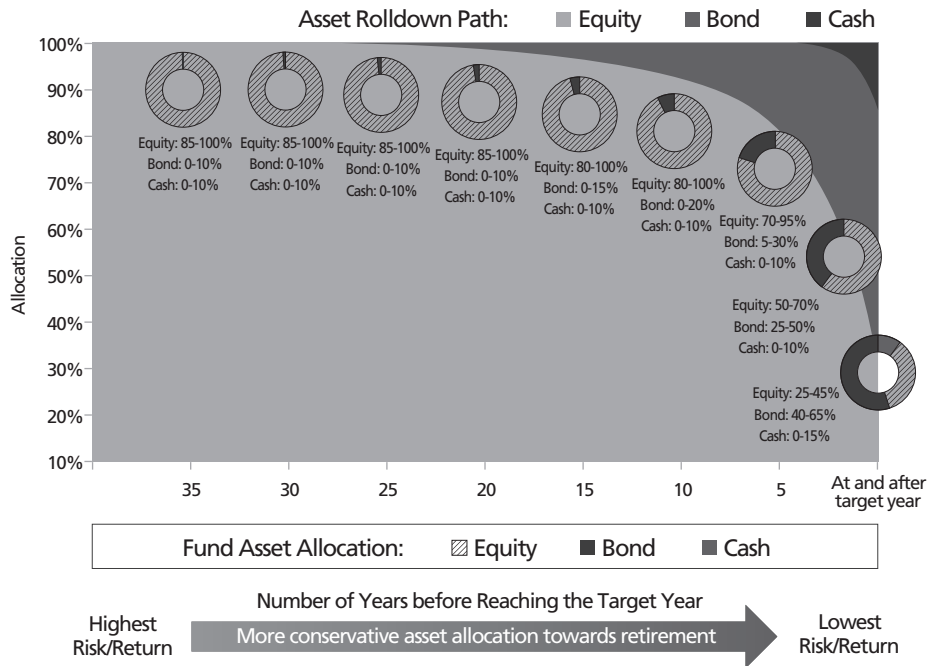 Asset Rolldown Path: Equity Bond Cash
100%
90%
80%
70%
60%
50%
40%
30%
20%
10%
Allocation
Equity: 85-100%
Bond: 0-10%
Cash: 0-10%
Equity: 85-100%
Bond: 0-10%
Cash: 0-10%
Equity: 85-100%
Bond: 0-10%
Cash: 0-10%
Equity: 85-100%
Bond: 0-10%
Cash: 0-10%
Equity: 80-100%
Bond: 0-15%
Cash: 0-10%
Equity: 80-100%
Bond: 0-20%
Cash: 0-10%
Equity: 70-95%
Bond: 5-30%
Cash: 0-10%
Equity: 50-70%
Bond: 25-50%
Cash: 0-10%
Equity: 25-45%
Bond: 40-65%
Cash: 0-15%
35 30 25 20 15 10 5 At and after
target year
Fund Asset Allocation: Equity Bond Cash
Number of Years before Reaching the Target Year
Highest
Risk/Return
More conservative asset allocation towards retirement
Lowest
Risk/Return